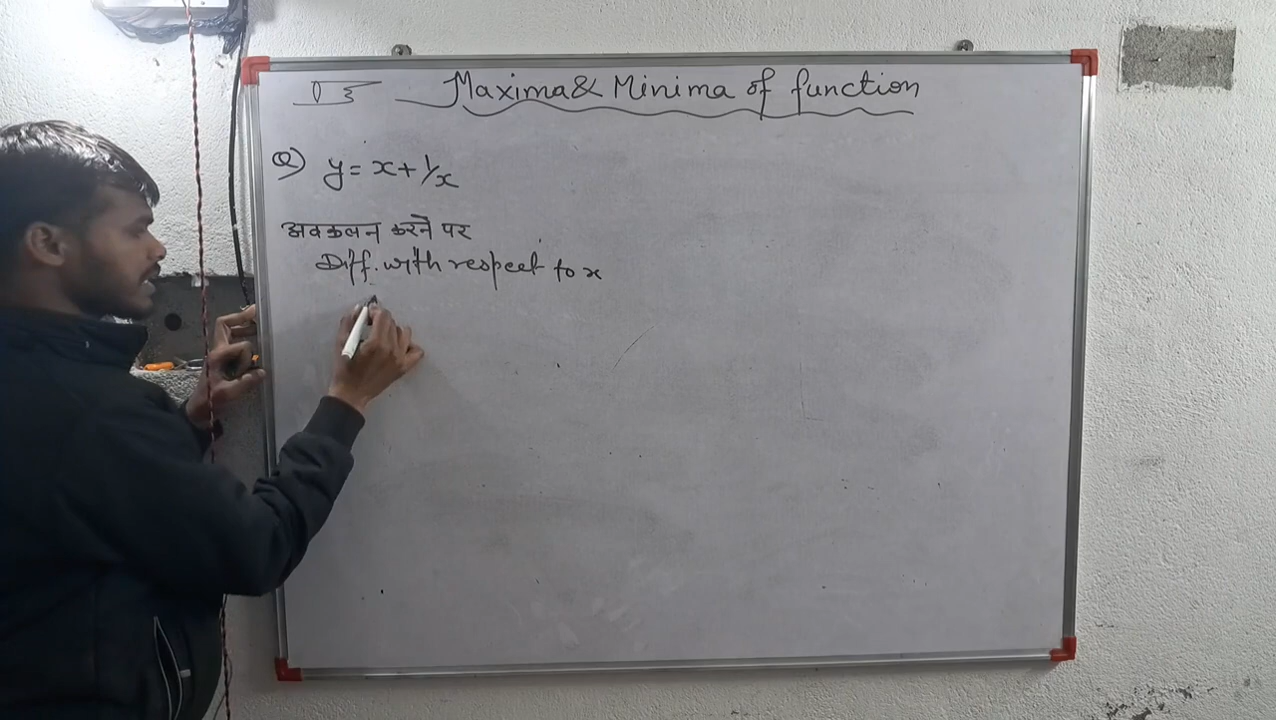 Maxima & Minima of function
Q) y = x + 1/x
अवकलन करने पर
Diff. with respect to x